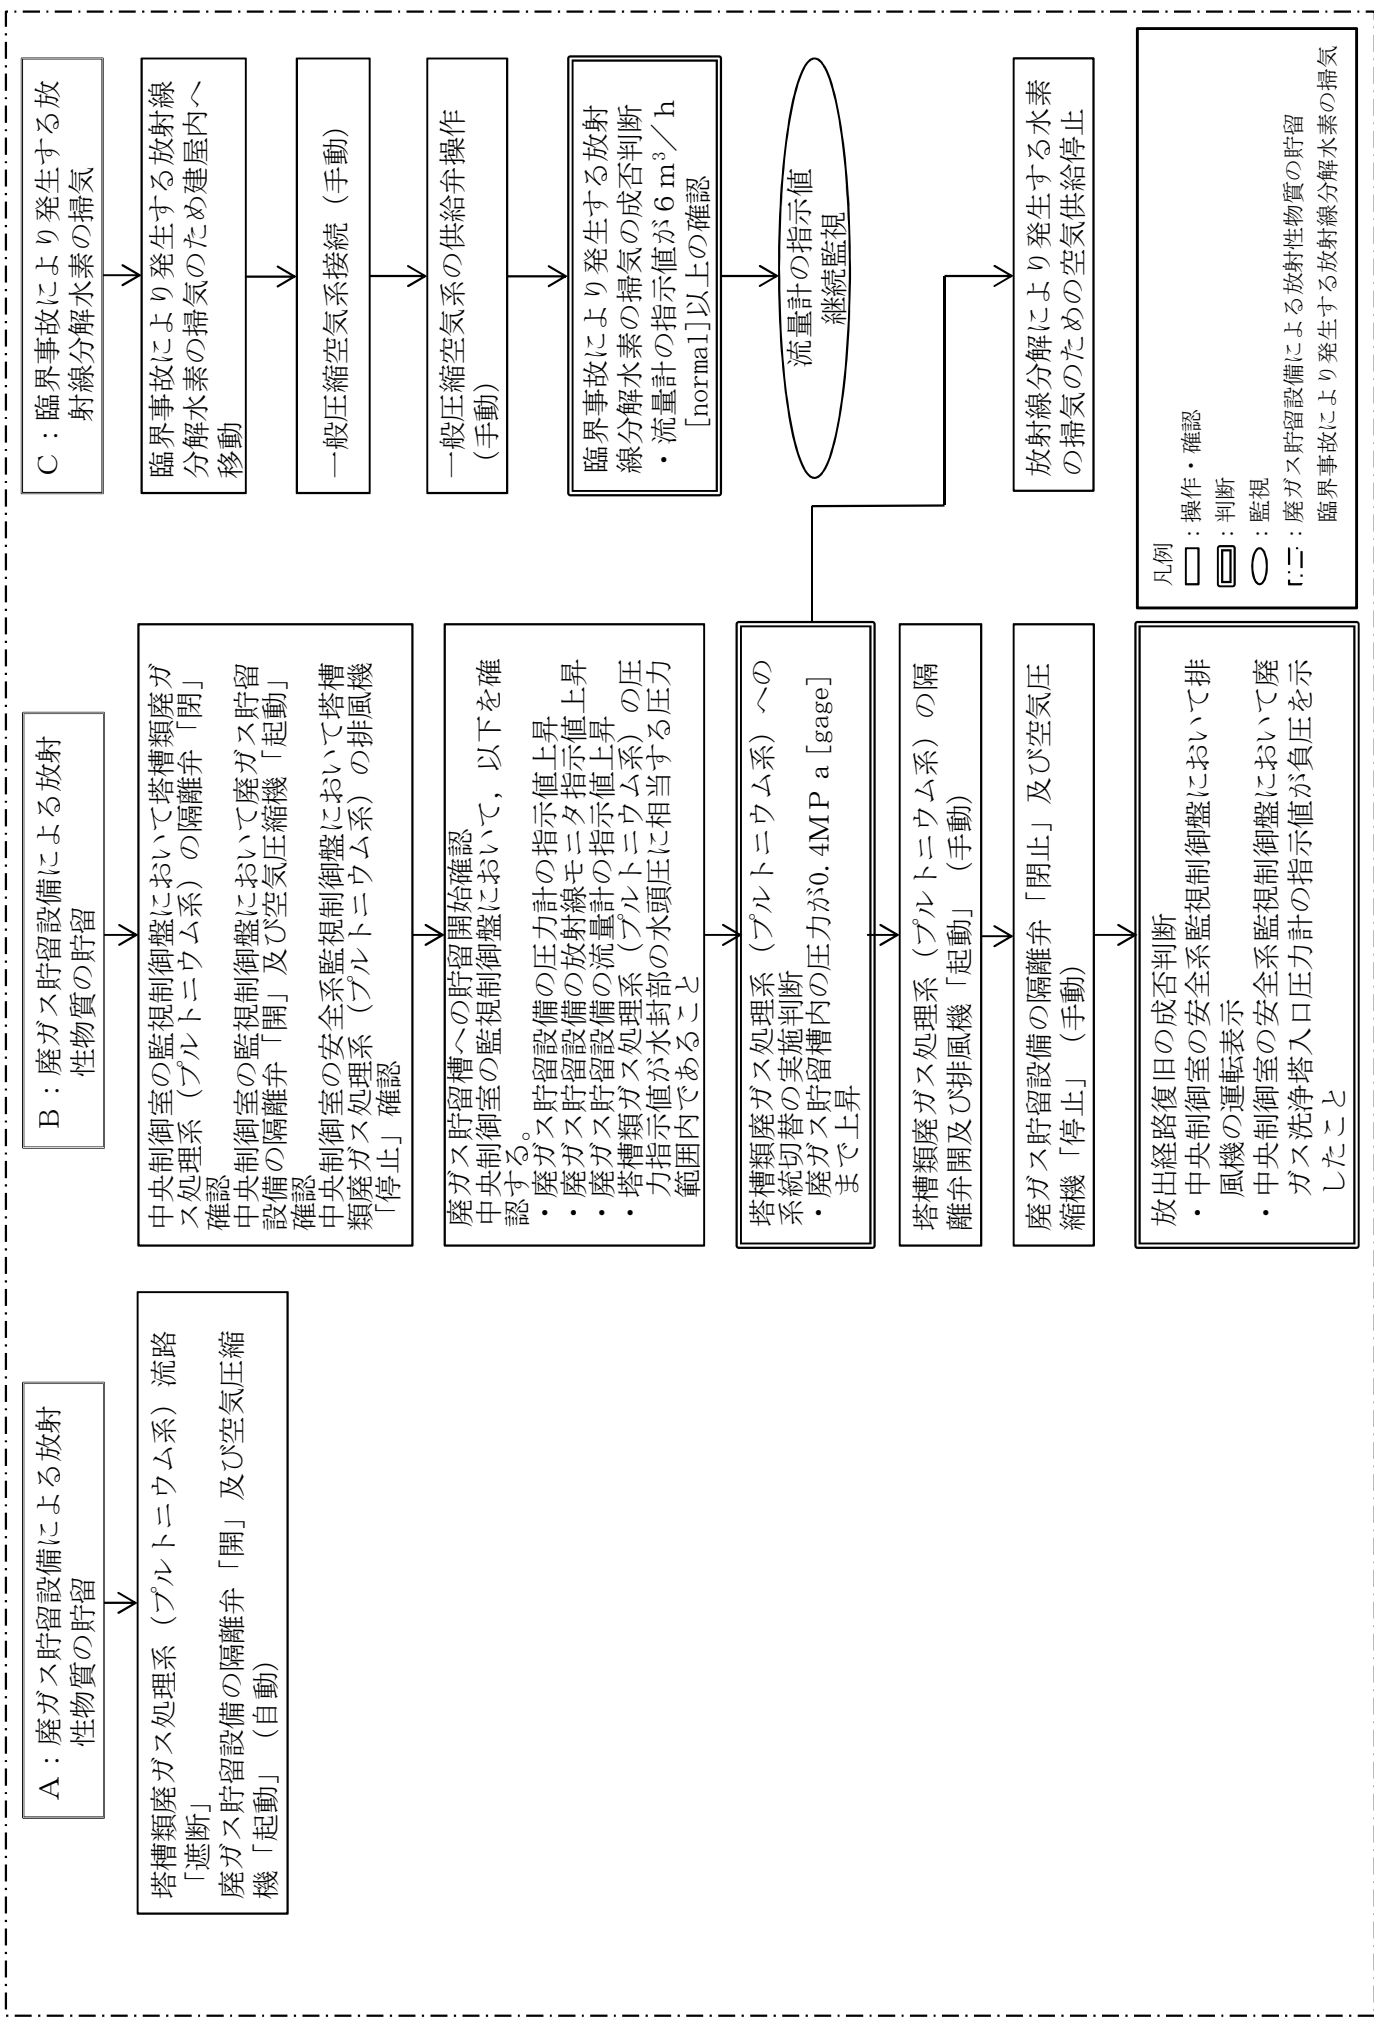 A：廃ガス貯留設備による放射
性物質の貯留
塔槽類廃ガス処理系（プルトニウム系）流路
「遮断」
廃ガス貯留設備の隔離弁「開」及び空気圧縮
機「起動」（自動）
B：廃ガス貯留設備による放射
性物質の貯留
中央制御室の監視制御盤において塔槽類廃ガ
ス処理系（プルトニウム系）の隔離弁「閉」
確認
中央制御室の監視制御盤において廃ガス貯留
設備の隔離弁「開」及び空気圧縮機「起動」
確認
中央制御室の安全系監視制御盤において塔槽
類廃ガス処理系（プルトニウム系）の排風機
「停止」確認
廃ガス貯留槽への貯留開始確認
中央制御室の監視制御盤において，以下を確
認する。
・廃ガス貯留設備の圧力計の指示値上昇
・廃ガス貯留設備の放射線モニタ指示値上昇
・廃ガス貯留設備の流量計の指示値上昇
・塔槽類ガス処理系（プルトニウム系）の圧
力指示値が水封部の水頭圧に相当する圧力
範囲内であること
塔槽類廃ガス処理系（プルトニウム系）への
系統切替の実施判断
・廃ガス貯留槽内の圧力が0.4MPa[gage]
まで上昇
塔槽類廃ガス処理系（プルトニウム系）の隔
離弁開及び排風機「起動」（手動）
廃ガス貯留設備の隔離弁「閉止」及び空気圧
縮機「停止」（手動）
放出経路復旧の成否判断
・中央制御室の安全系監視制御盤において排
風機の運転表示
・中央制御室の安全系監視制御盤において廃
ガス洗浄塔入口圧力計の指示値が負圧を示
したこと
C：臨界事故により発生する放
射線分解水素の掃気
臨界事故により発生する放射線
分解水素の掃気のため建屋内へ
移動
一般圧縮空気系接続（手動）
一般圧縮空気系の供給弁操作
（手動）
臨界事故により発生する放射
線分解水素の掃気の成否判断
・流量計の指示値が6m³／h
[normal]以上の確認
流量計の指示値
継続監視
放射線分解により発生する水素
の掃気のための空気供給停止
凡例
：操作・確認
：判断
：監視
：廃ガス貯留設備による放射性物質の貯留
臨界事故により発生する放射線分解水素の掃気